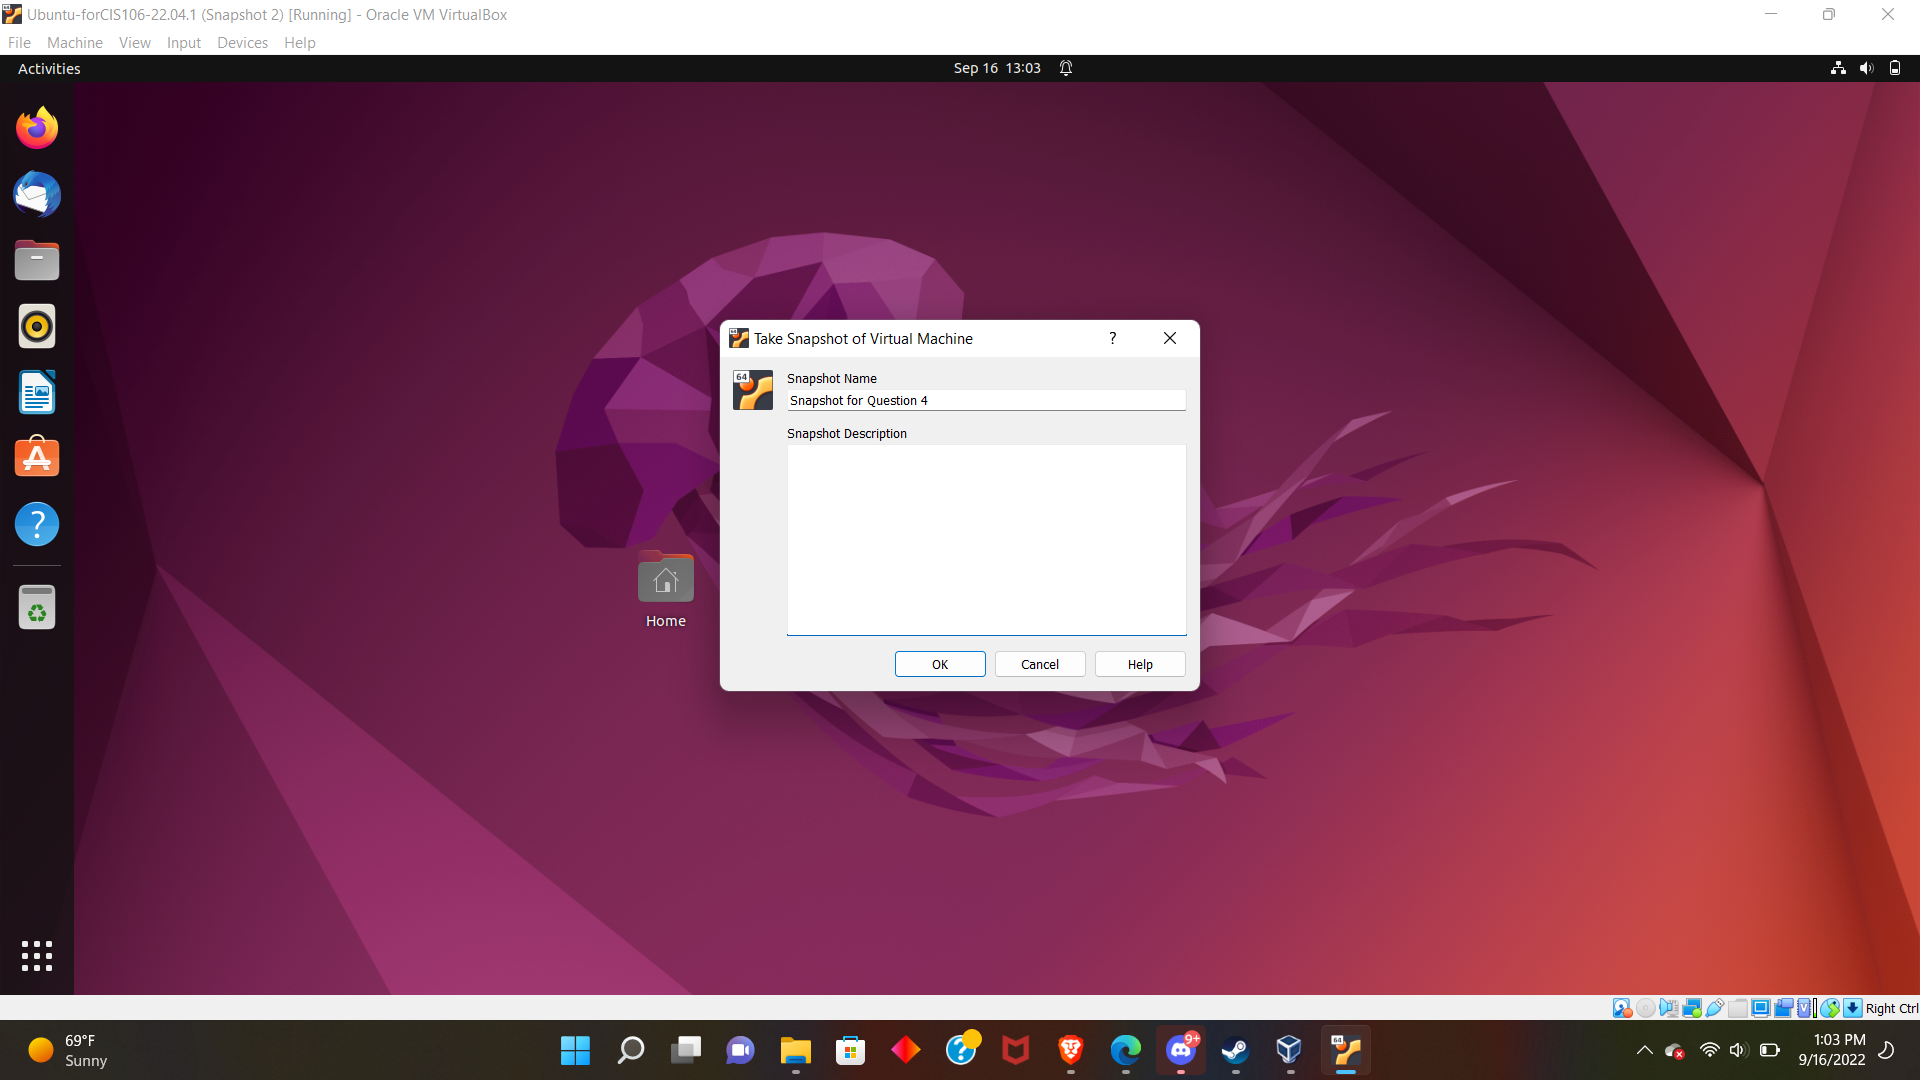 Ubuntu-forCIS106-22.04.1 (Snapshot 2) [Running] - Oracle VM VirtualBox
File Machine View Input Devices Help
Activities
Sep 16 13:03
Take Snapshot of Virtual Machine
?
64
Snapshot Name
Snapshot for Question 4
Snapshot Description
Home
OK
Cancel
Help
Right Ctrl
69°F
Sunny
9+
64
1:03 PM
9/16/2022